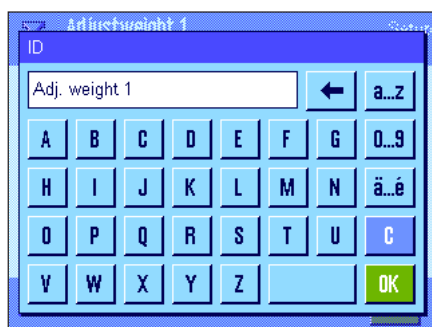 Adjustweight 1
ID
Adj. weight 1 a...z
A B C D E F G 0...9
H I J K L M N ä...é
O P Q R S T U C
V W X Y Z OK